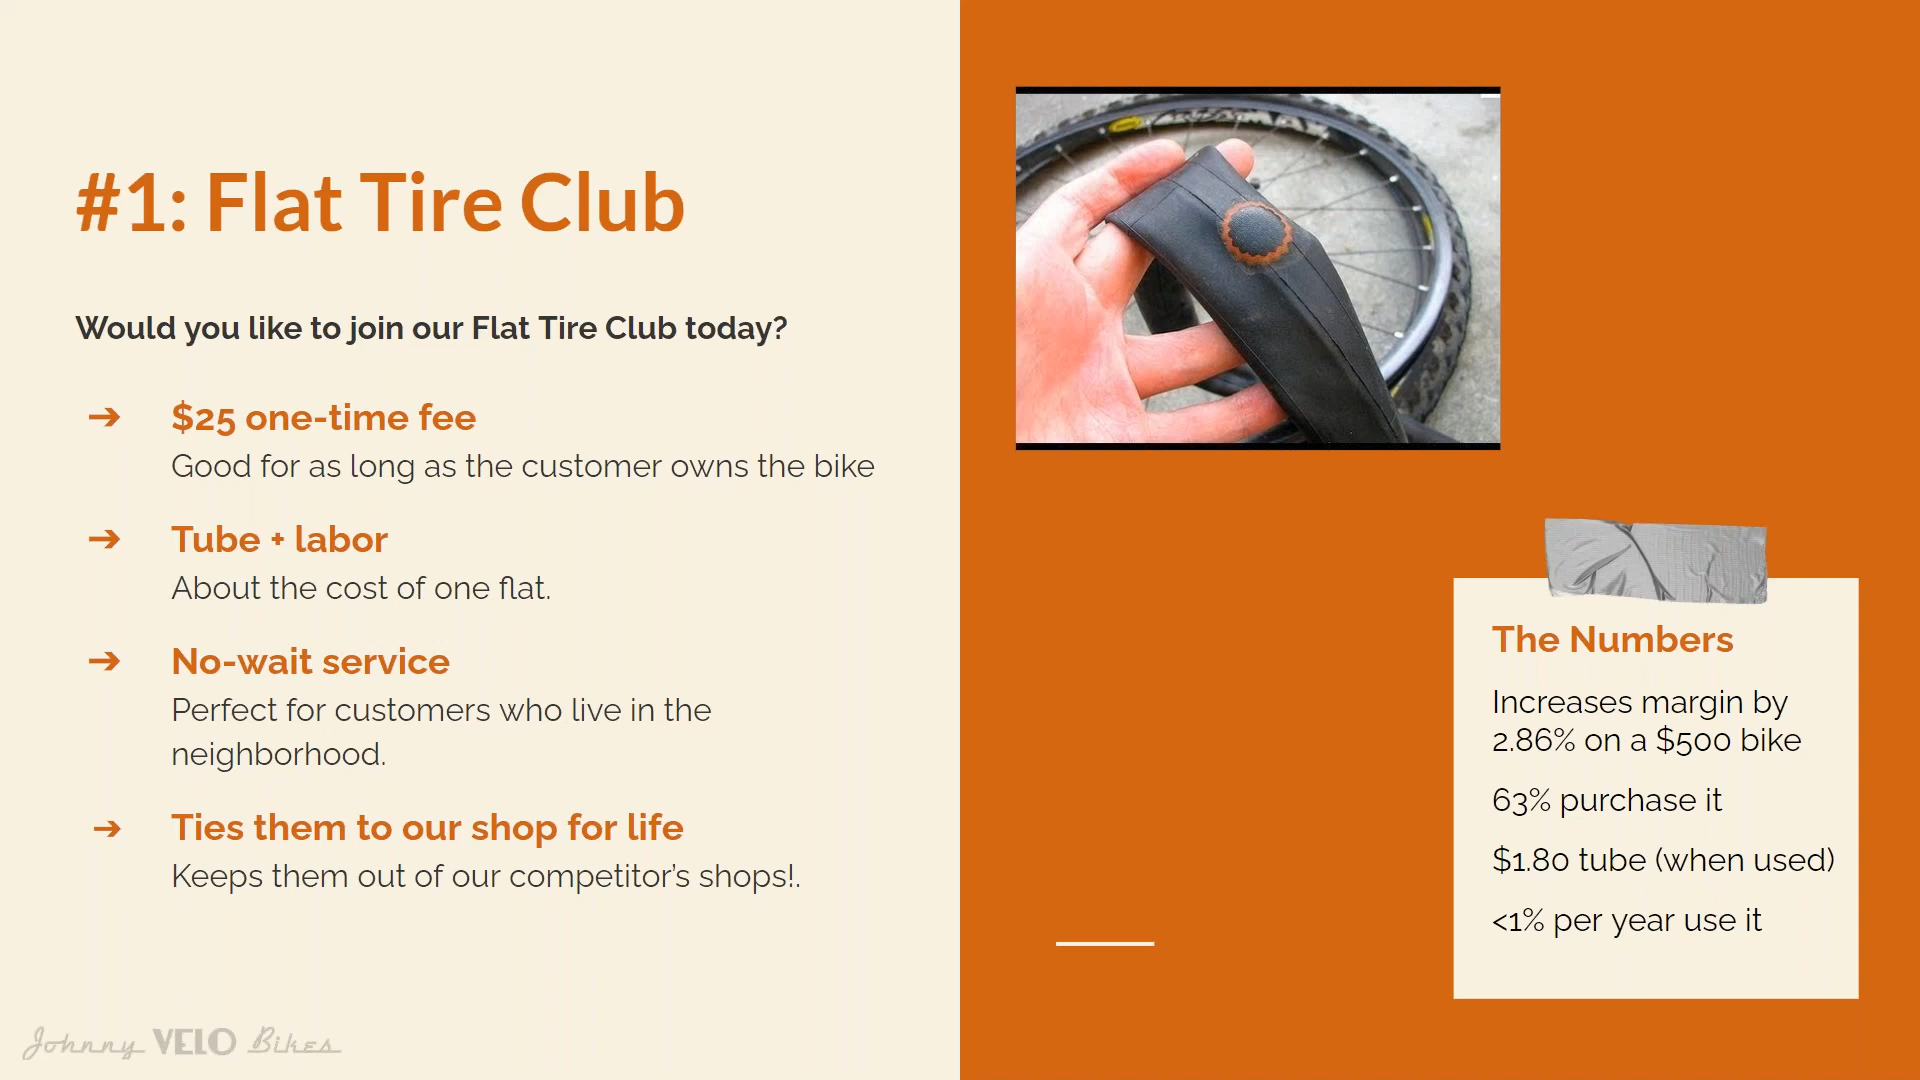 #1: Flat Tire Club
Would you like to join our Flat Tire Club today?
➔ $25 one-time fee
Good for as long as the customer owns the bike
➔ Tube + labor
About the cost of one flat.
➔ No-wait service
Perfect for customers who live in the
neighborhood.
➔ Ties them to our shop for life
Keeps them out of our competitor’s shops!.
Johnny VELO Bikes
The Numbers
Increases margin by
2.86% on a $500 bike
63% purchase it
$1.80 tube (when used)
<1% per year use it